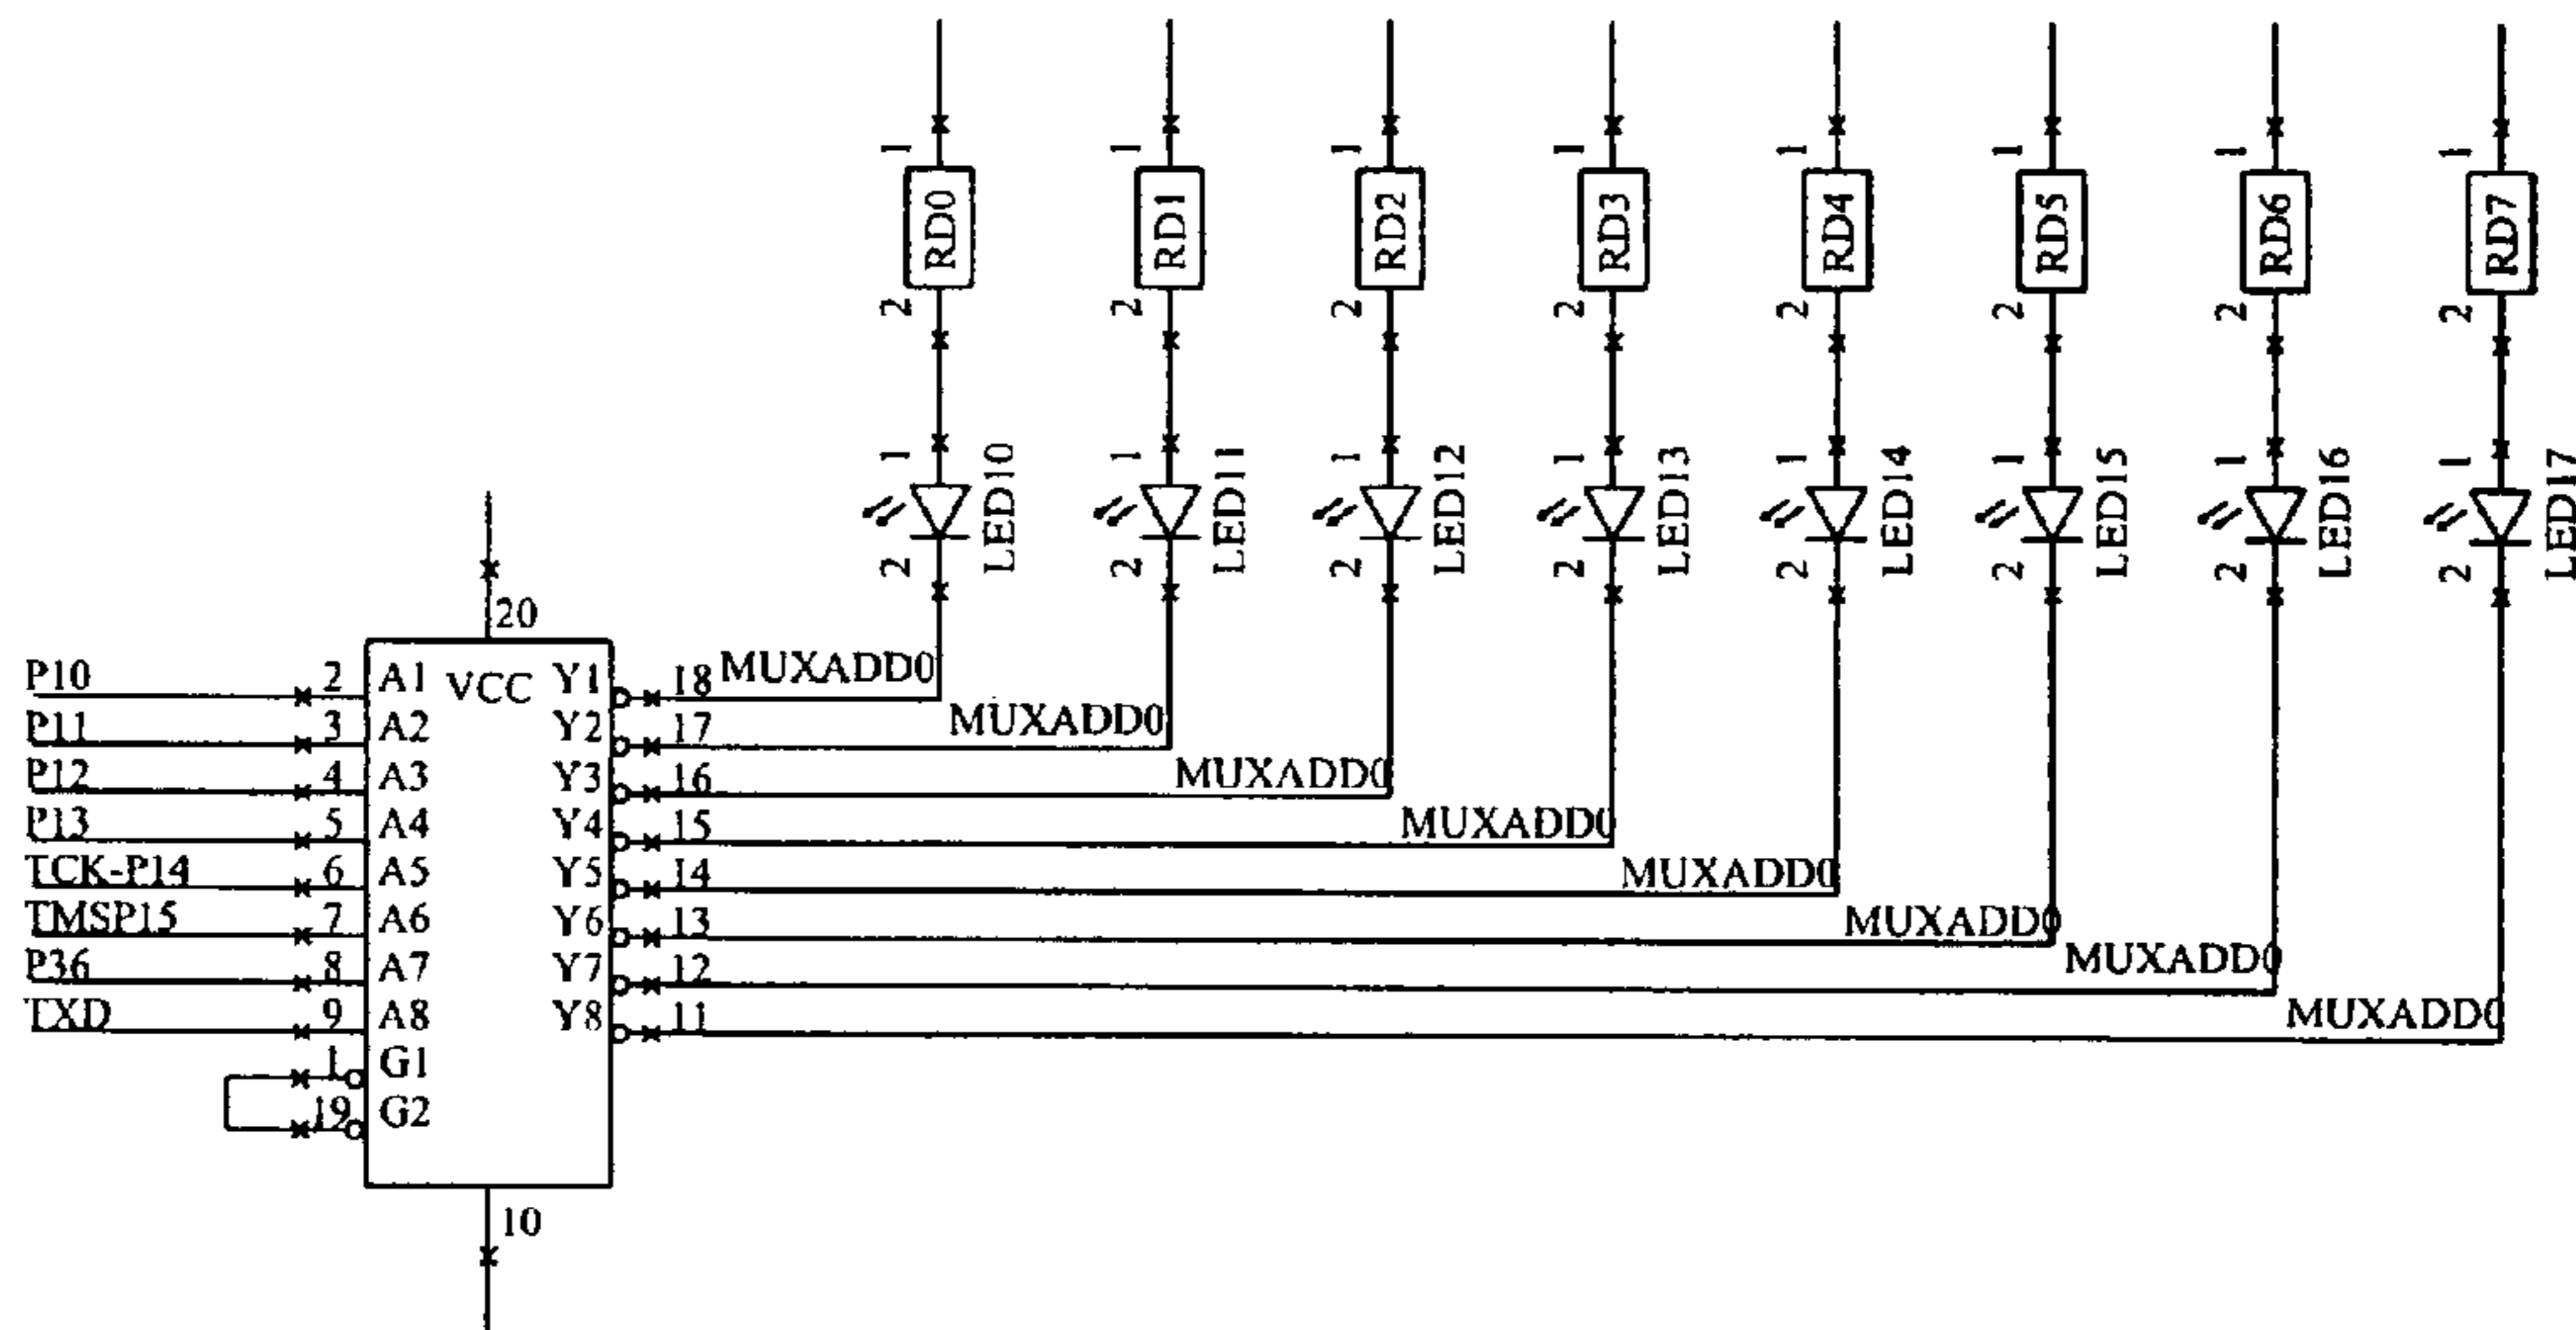 1 1 1 1 1 1 1 1
RD0 RD1 RD2 RD3 RD4 RD5 RD6 RD7
2 2 2 2 2 2 2 2
1 1 1 1 1 1 1 1
LED10 LED11 LED12 LED13 LED14 LED15 LED16 LED17
2 2 2 2 2 2 2 2
20
P10 2 A1 VCC Y1 18 MUXADD0
P11 3 A2 Y2 17 MUXADD0
P12 4 A3 Y3 16 MUXADD0
P13 5 A4 Y4 15 MUXADD0
TCK-P14 6 A5 Y5 14 MUXADD0
TMSP15 7 A6 Y6 13 MUXADD0
P36 8 A7 Y7 12 MUXADD0
TXD 9 A8 Y8 11 MUXADD0
1 G1
19 G2
10